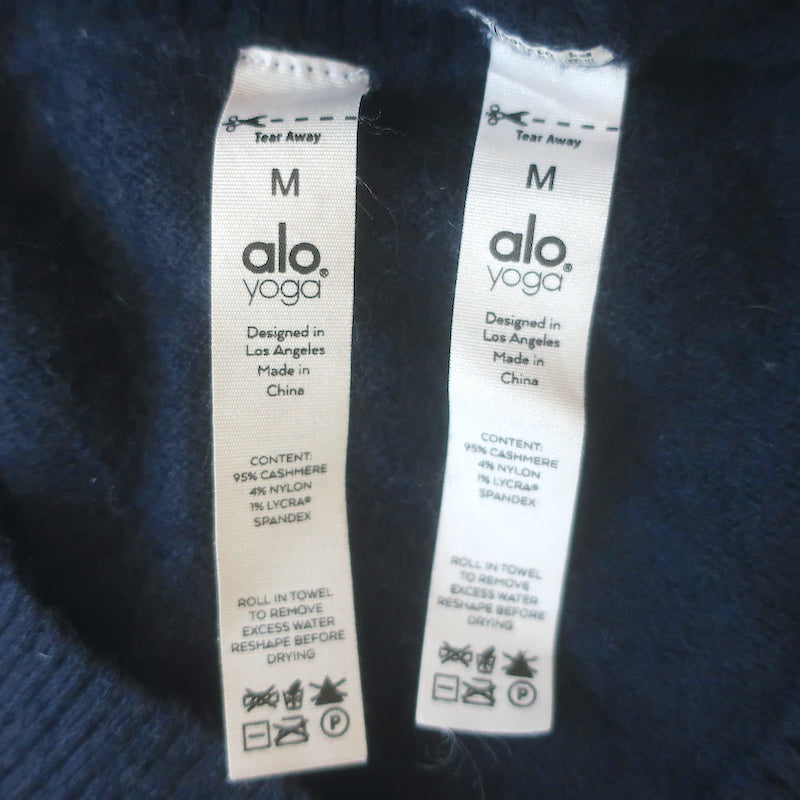 Tear Away
M
alo®
yoga
Designed in
Los Angeles
Made in
China
CONTENT:
95% CASHMERE
4% NYLON
1% LYCRA®
SPANDEX
ROLL IN TOWEL
TO REMOVE
EXCESS WATER
RESHAPE BEFORE
DRYING
P
Tear Away
M
alo®
yoga
Designed in
Los Angeles
Made in
China
CONTENT:
95% CASHMERE
4% NYLON
1% LYCRA®
SPANDEX
ROLL IN TOWEL
TO REMOVE
EXCESS WATER
RESHAPE BEFORE
DRYING
P